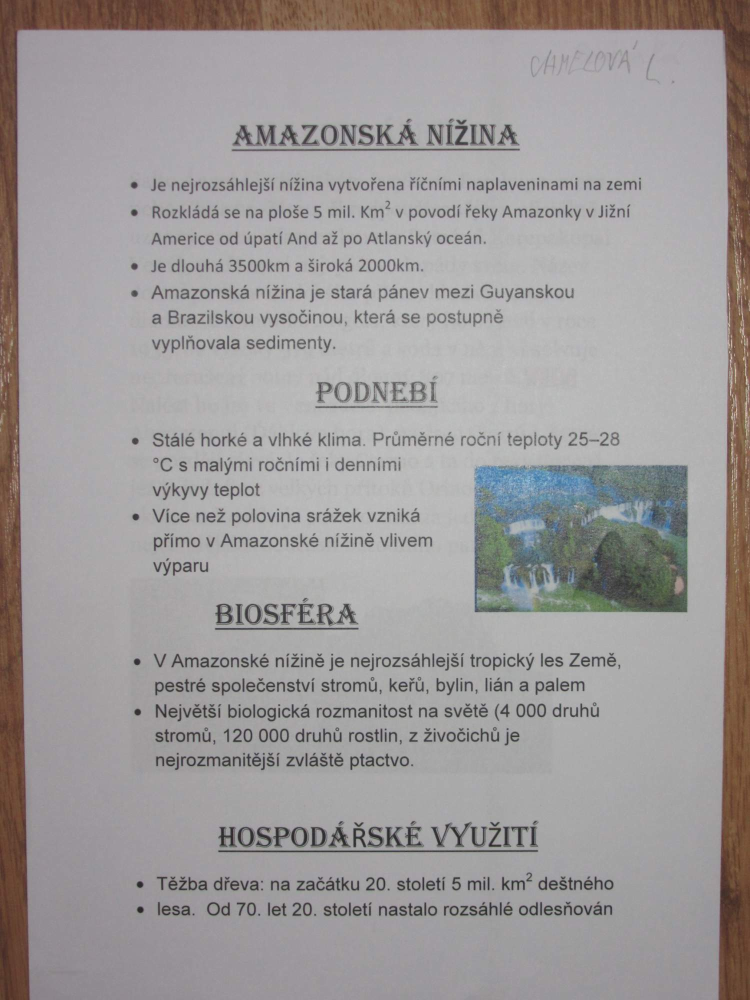 AMAZONSKÁ NÍŽINA
• Je nejrozsáhlejší nížina vytvořena říčními naplaveninami na zemi
• Rozkládá se na ploše 5 mil. Km² v povodí řeky Amazonky v Jižní
Americe od úpatí And až po Atlanský oceán.
• Je dlouhá 3500km a široká 2000km.
• Amazonská nížina je stará pánev mezi Guyanskou
a Brazilskou vysočinou, která se postupně
vyplňovala sedimenty.
PODNEBÍ
• Stálé horké a vlhké klima. Průměrné roční teploty 25–28
°C s malými ročními i denními
výkyvy teplot
• Více než polovina srážek vzniká
přímo v Amazonské nížině vlivem
výparu
BIOSFÉRA
• V Amazonské nížině je nejrozsáhlejší tropický les Země,
pestré společenství stromů, keřů, bylin, lián a palem
• Největší biologická rozmanitost na světě (4 000 druhů
stromů, 120 000 druhů rostlin, z živočichů je
nejrozmanitější zvláště ptactvo.
HOSPODÁŘSKÉ VYUŽITÍ
• Těžba dřeva: na začátku 20. století 5 mil. km² deštného
• lesa. Od 70. let 20. století nastalo rozsáhlé odlesňován